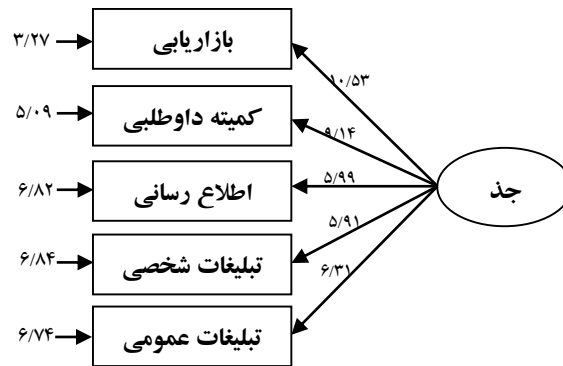 ۳/۲۷
بازاریابی
۱۰/۵۳
۵/۰۹
کمیته داوطلبی
۹/۱۴
۶/۸۲
اطلاع رسانی
۵/۹۹
جذ
۶/۸۴
تبلیغات شخصی
۵/۹۱
۶/۷۴
تبلیغات عمومی
۶/۳۱